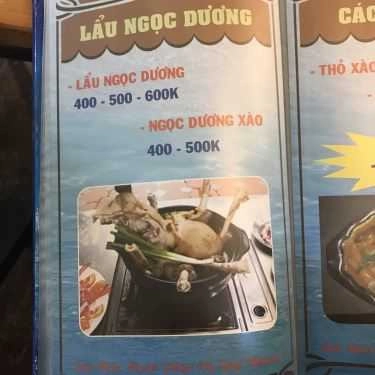 LẨU NGỌC DƯƠNG
- LẨU NGỌC DƯƠNG
400 - 500 - 600K
- NGỌC DƯƠNG XÀO
400 - 500K
CÁC
- THỎ XÀO